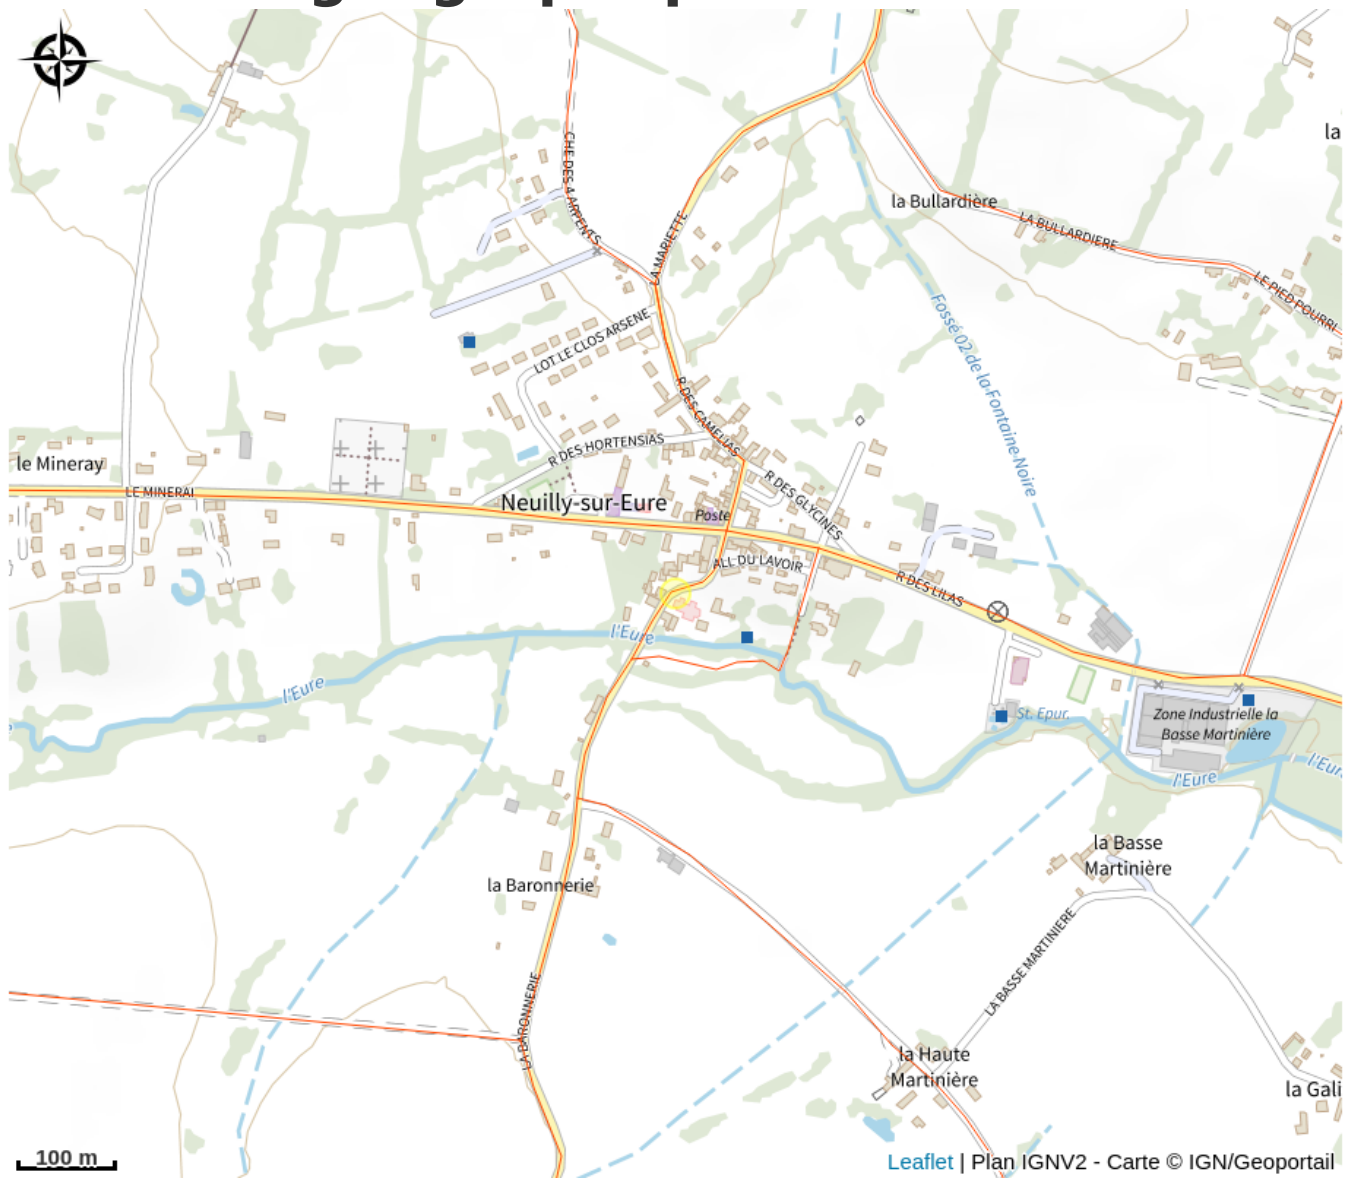 la
CHE DES 4 ARPENTS
la Bullardière
LA MARIETTE
LA BULLARDIERE
LE PIED POURRI
Fossé 02 de la Fontaine Noire
LOT LE CLOS ARSENE
R DES CAMELIAS
R DES HORTENSIAS
le Mineray
LE MINERAI
R DES GLYCINES
Neuilly-sur-Eure
Poste
ALL DU LAVOIR
R DES LILAS
l'Eure
l'Eure
St. Epur.
Zone Industrielle la
Basse Martinière
l'Eure
l'Eur
la Basse
Martinière
la Baronnerie
LA BASSE MARTINIERE
LA BARONNERIE
la Haute
Martinière
la Gali
100 m
Leaflet | Plan IGNV2 - Carte © IGN/Geoportail